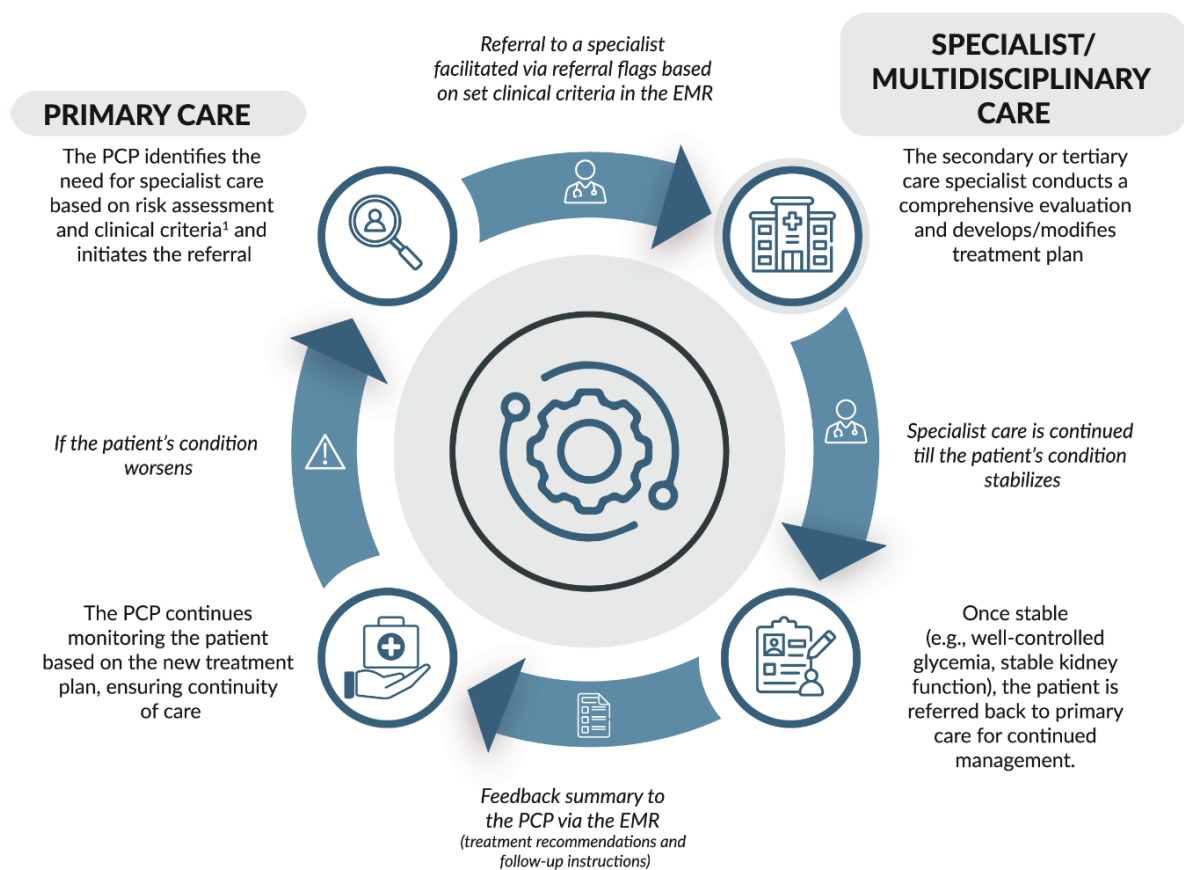 PRIMARY CARE
The PCP identifies the
need for specialist care
based on risk assessment
and clinical criteria¹ and
initiates the referral
Referral to a specialist
facilitated via referral flags based
on set clinical criteria in the EMR
SPECIALIST/
MULTIDISCIPLINARY
CARE
The secondary or tertiary
care specialist conducts a
comprehensive evaluation
and develops/modifies
treatment plan
Specialist care is continued
till the patient’s condition
stabilizes
Once stable
(e.g., well-controlled
glycemia, stable kidney
function), the patient is
referred back to primary
care for continued
management.
Feedback summary to
the PCP via the EMR
(treatment recommendations and
follow-up instructions)
The PCP continues
monitoring the patient
based on the new treatment
plan, ensuring continuity
of care
If the patient’s condition
worsens